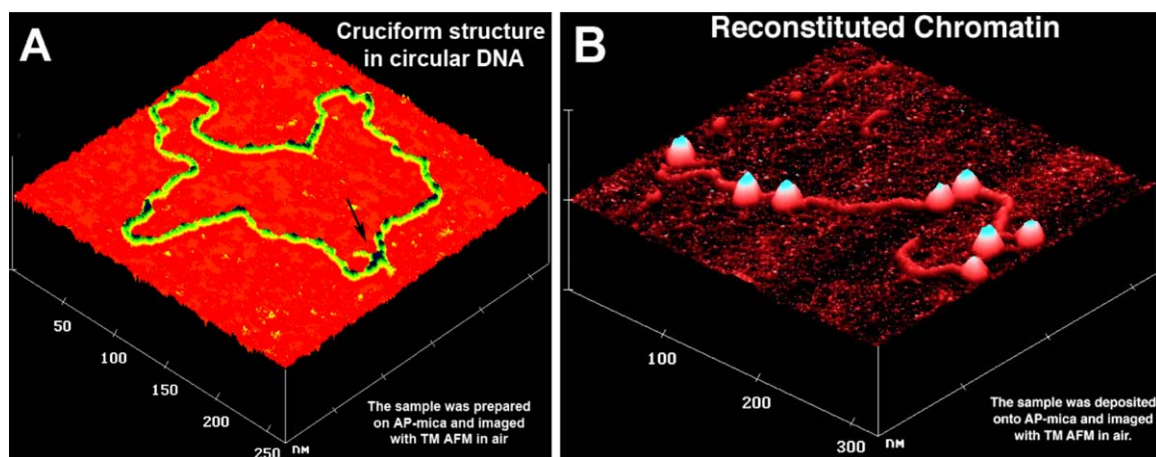 A
Cruciform structure
in circular DNA
50
100
150
200
250
nM
The sample was prepared
on AP-mica and imaged
with TM AFM in air
B
Reconstituted Chromatin
100
200
300
nM
The sample was deposited
onto AP-mica and imaged
with TM AFM in air.